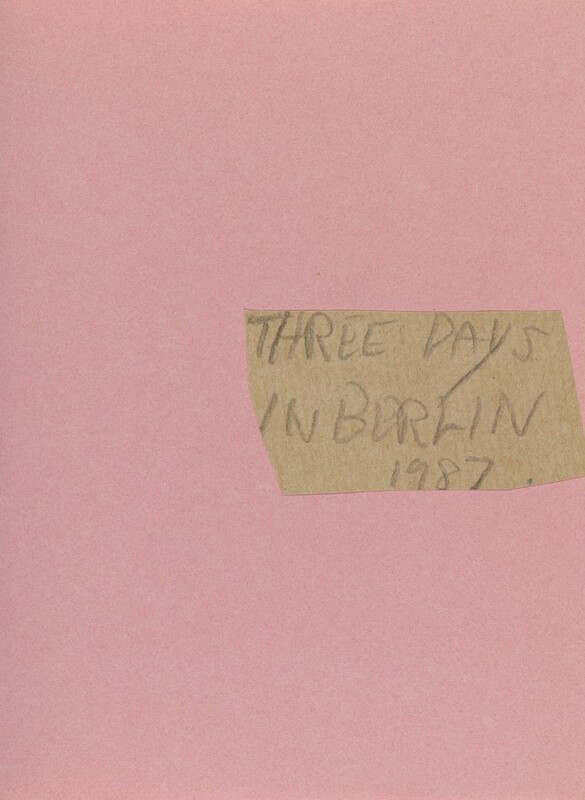 THREE DAYS
IN BERLIN
1987.